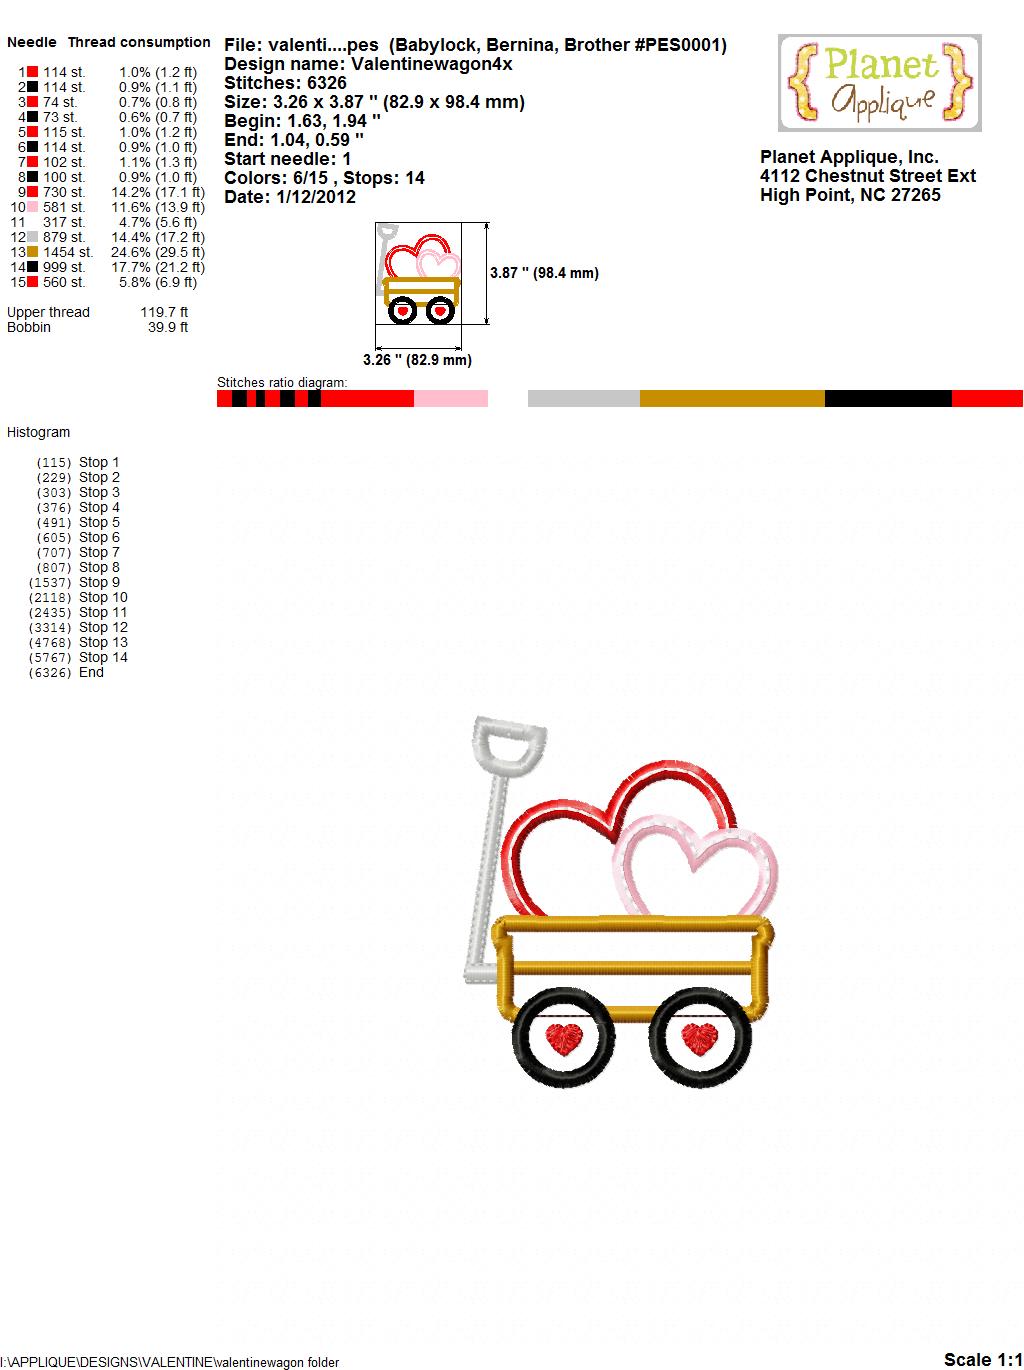 Needle Thread consumption
1 114 st. 1.0% (1.2 ft)
2 114 st. 0.9% (1.1 ft)
3 74 st. 0.7% (0.8 ft)
4 73 st. 0.6% (0.7 ft)
5 115 st. 1.0% (1.2 ft)
6 114 st. 0.9% (1.0 ft)
7 102 st. 1.1% (1.3 ft)
8 100 st. 0.9% (1.0 ft)
9 730 st. 14.2% (17.1 ft)
10 581 st. 11.6% (13.9 ft)
11 317 st. 4.7% (5.6 ft)
12 879 st. 14.4% (17.2 ft)
13 1454 st. 24.6% (29.5 ft)
14 999 st. 17.7% (21.2 ft)
15 560 st. 5.8% (6.9 ft)
Upper thread 119.7 ft
Bobbin 39.9 ft
File: valenti....pes (Babylock, Bernina, Brother #PES0001)
Design name: Valentinewagon4x
Stitches: 6326
Size: 3.26 x 3.87 " (82.9 x 98.4 mm)
Begin: 1.63, 1.94 "
End: 1.04, 0.59 "
Start needle: 1
Colors: 6/15 , Stops: 14
Date: 1/12/2012
Planet
Applique
Planet Applique, Inc.
4112 Chestnut Street Ext
High Point, NC 27265
3.87 " (98.4 mm)
3.26 " (82.9 mm)
Stitches ratio diagram:
Histogram
(115) Stop 1
(229) Stop 2
(303) Stop 3
(376) Stop 4
(491) Stop 5
(605) Stop 6
(707) Stop 7
(807) Stop 8
(1537) Stop 9
(2118) Stop 10
(2435) Stop 11
(3314) Stop 12
(4768) Stop 13
(5767) Stop 14
(6326) End
I:\APPLIQUE\DESIGNS\VALENTINE\valentinewagon folder
Scale 1:1